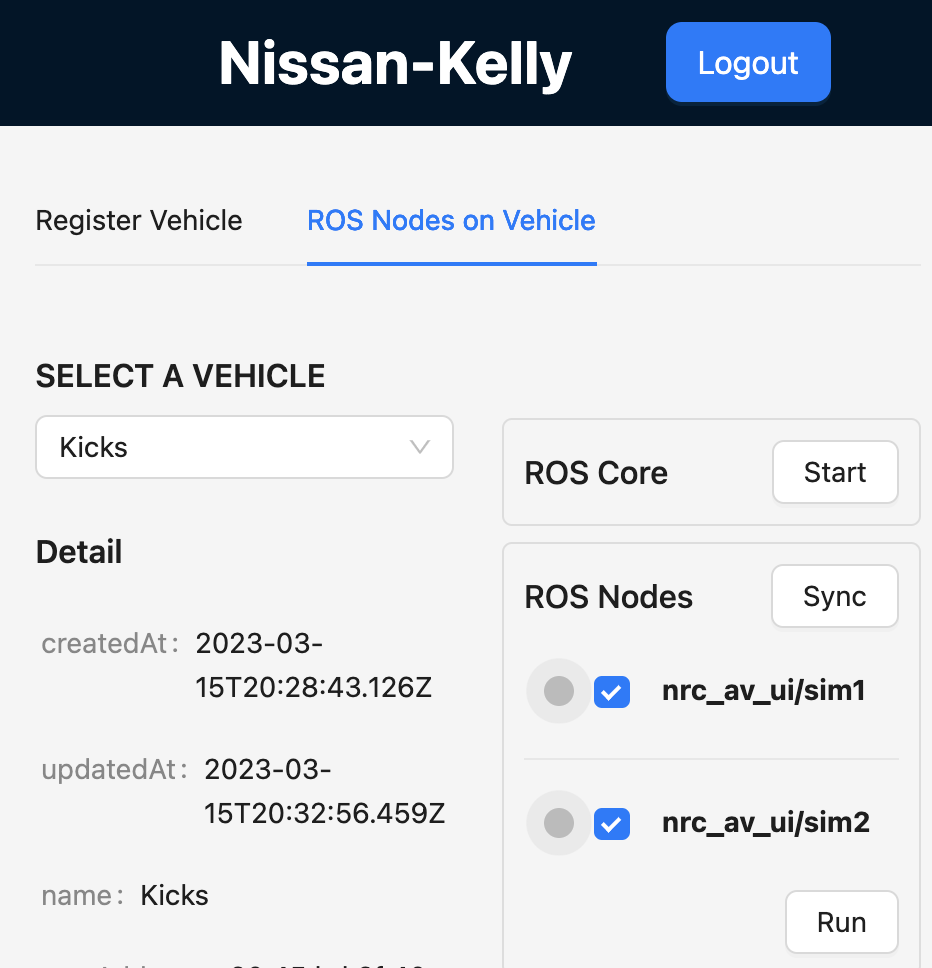 Nissan-Kelly
Logout
Register Vehicle
ROS Nodes on Vehicle
SELECT A VEHICLE
Kicks
Detail
createdAt: 2023-03-
15T20:28:43.126Z
updatedAt: 2023-03-
15T20:32:56.459Z
name: Kicks
ROS Core
Start
ROS Nodes
Sync
nrc_av_ui/sim1
nrc_av_ui/sim2
Run